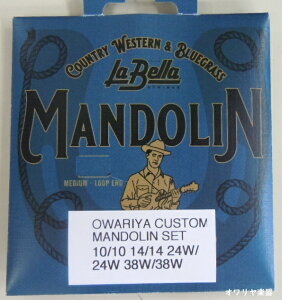 COUNTRY WESTERN & BLUEGRASS
La Bella
STRINGS
MANDOLIN
MEDIUM - LOOP END
OWARIYA CUSTOM
MANDOLIN SET
10/10 14/14 24W/
24W 38W/38W
オワリヤ楽器